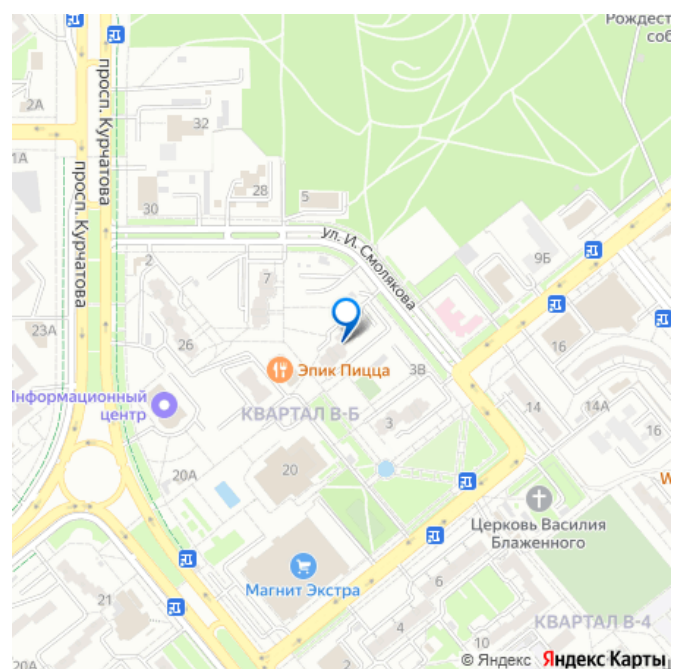 Рождест
соб
2А
просп. Курчатова
32
1А
просп. Курчатова
28
5
30
ул. И. Смолякова
2
9Б
7
23А
26
16
Эпик Пицца
3В
Информационный
центр
КВАРТАЛ В-Б
14
14А
3
16
20А
20
W
Церковь Василия
Блаженного
Магнит Экстра
6
21
КВАРТАЛ В-4
4
10
20А
© Яндекс Яндекс Карты